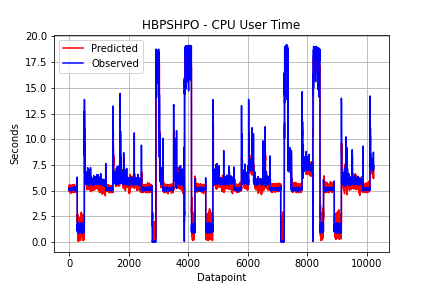 HBPSHPO - CPU User Time
20.0
17.5
15.0
12.5
10.0
7.5
5.0
2.5
0.0
Seconds
Predicted
Observed
0 2000 4000 6000 8000 10000
Datapoint